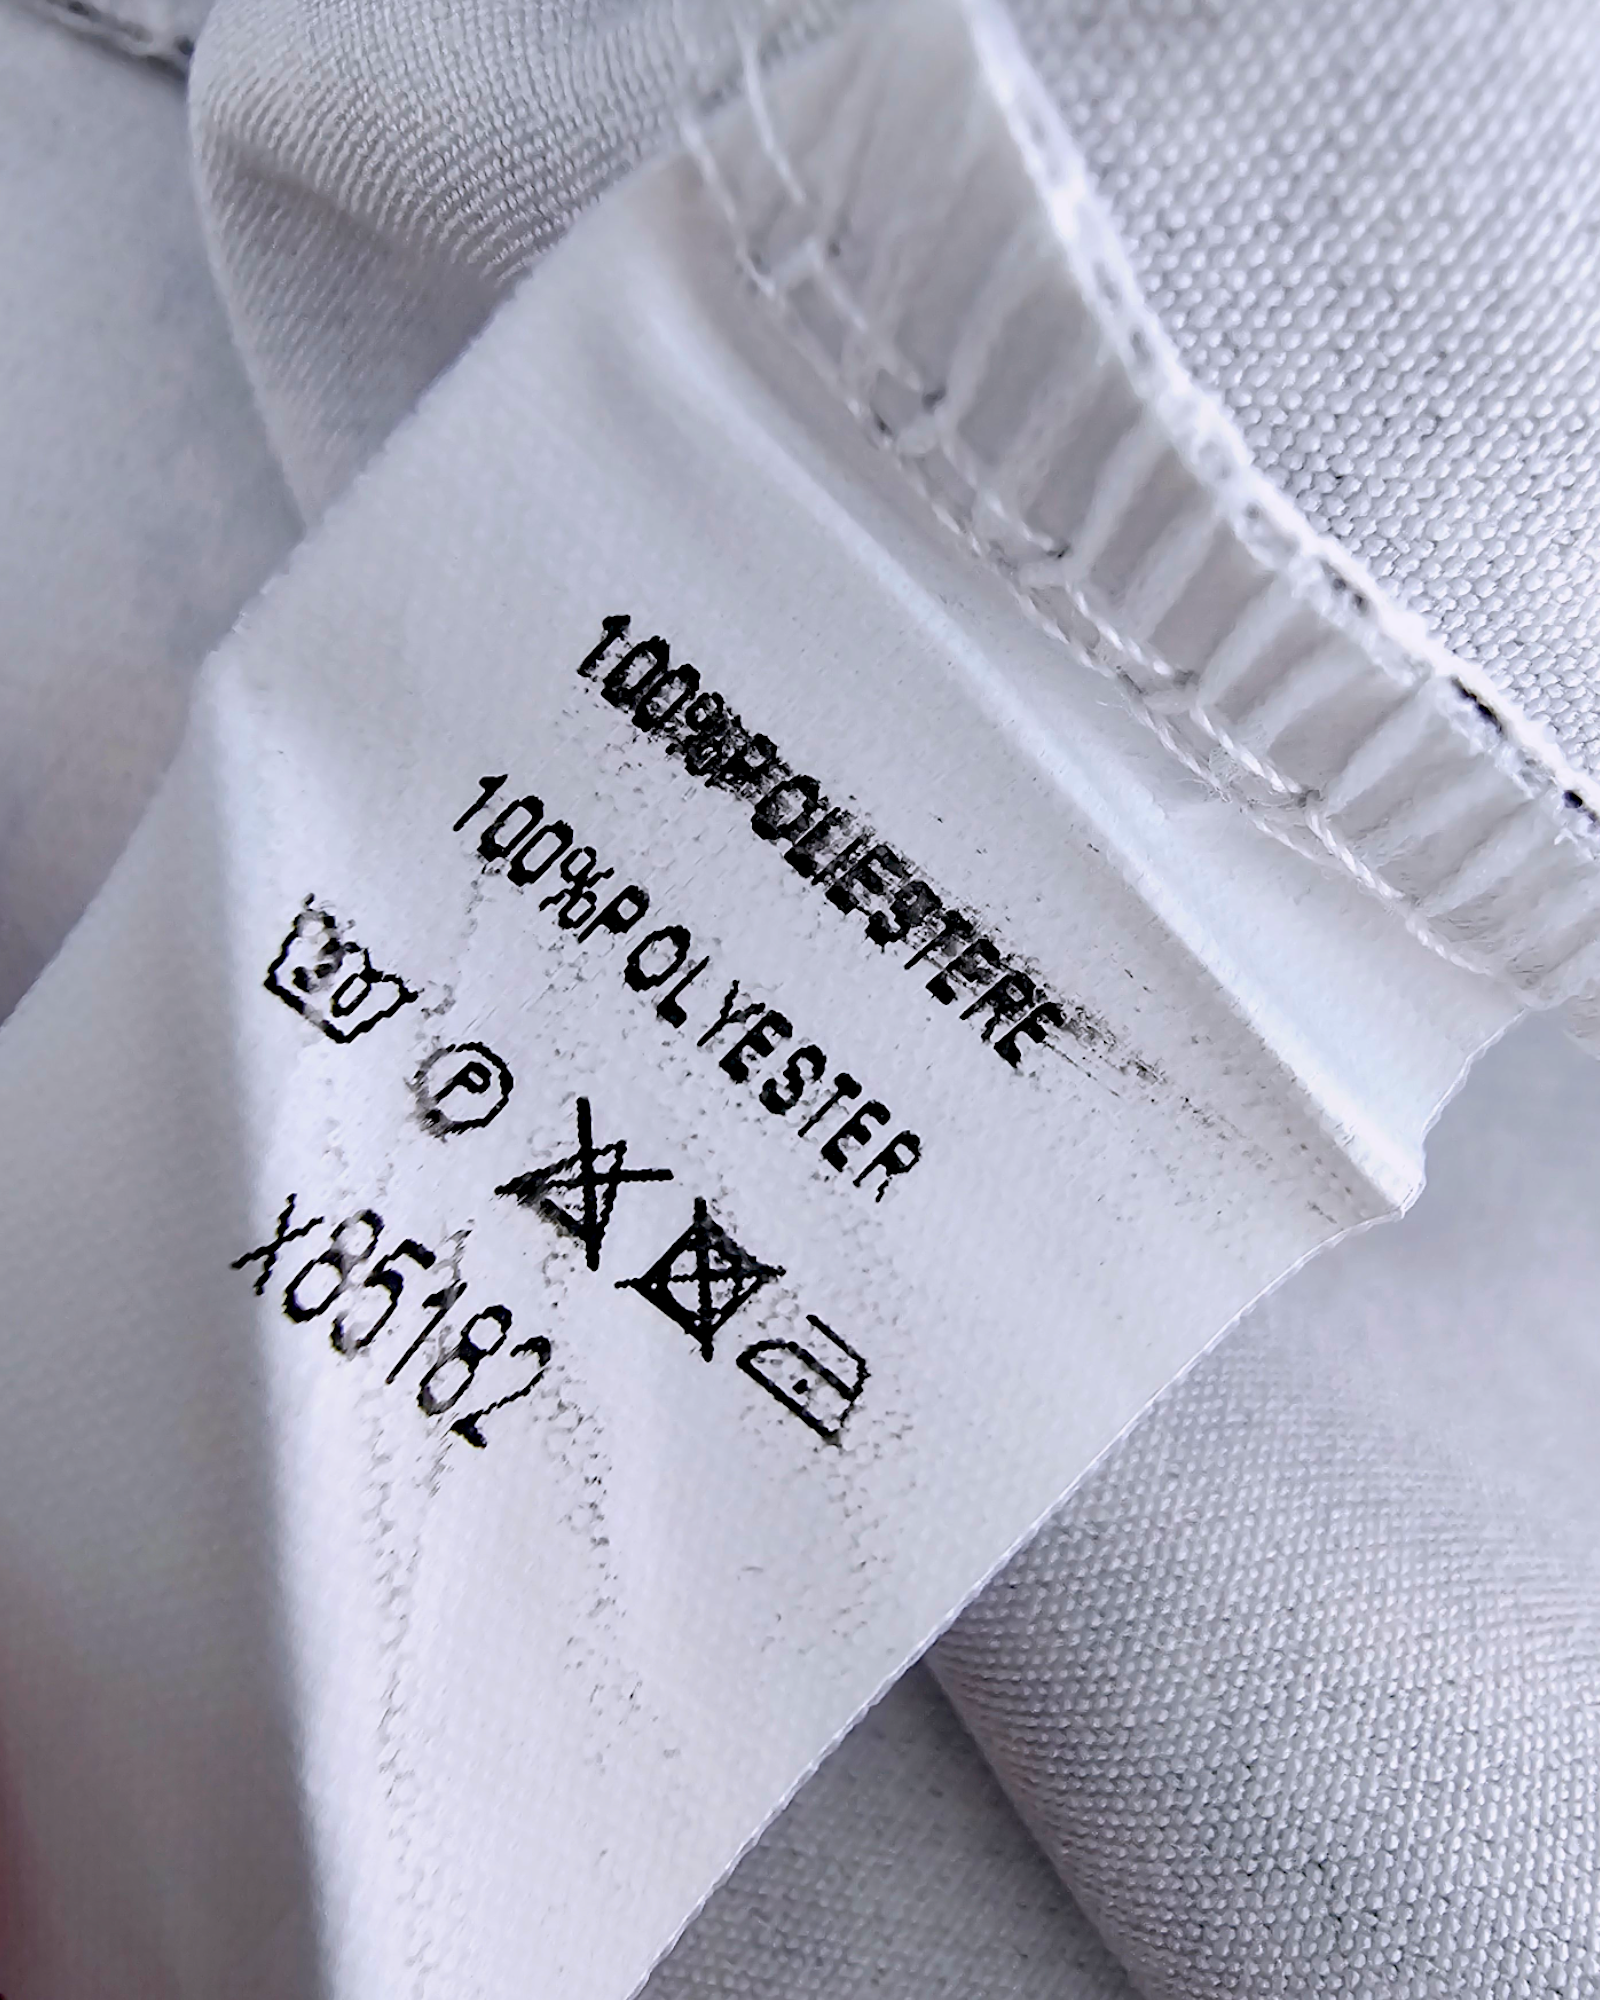 100%POLIESTERE
100%POLYESTER
30
P
X85182